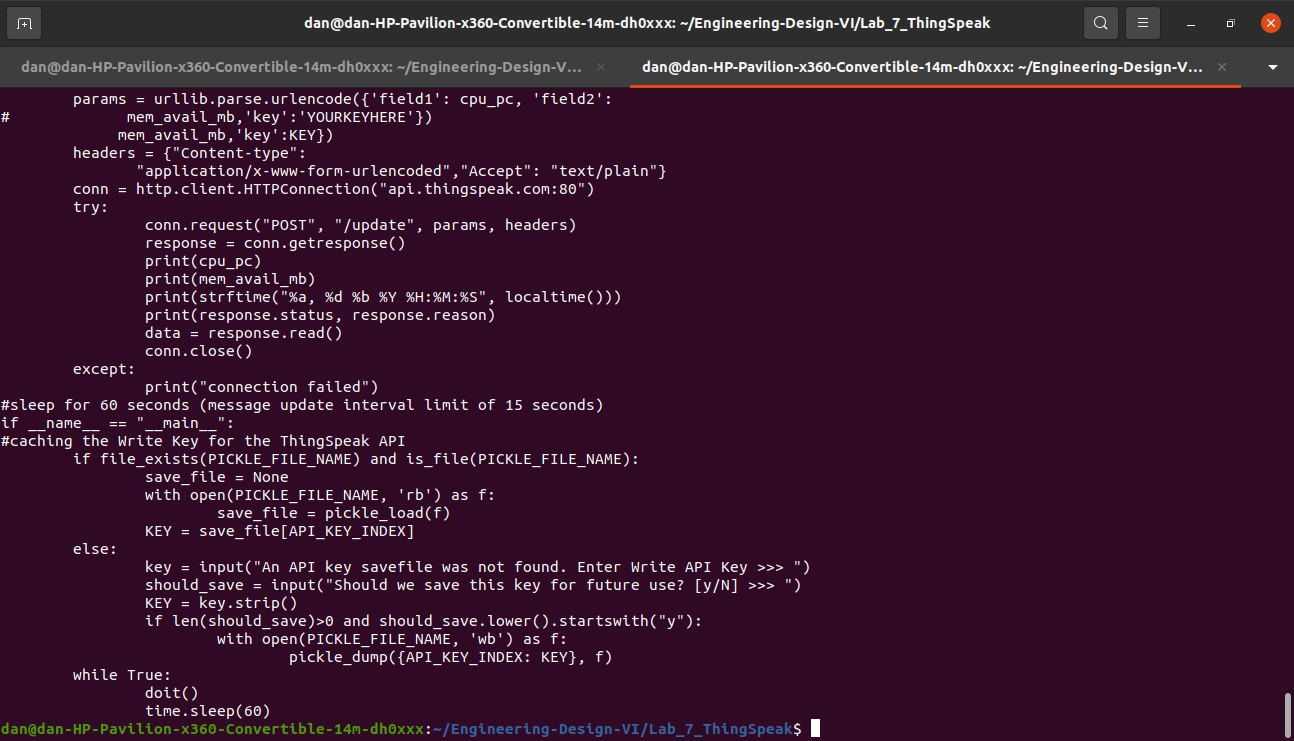 dan@dan-HP-Pavilion-x360-Convertible-14m-dh0xxx: ~/Engineering-Design-VI/Lab_7_ThingSpeak
dan@dan-HP-Pavilion-x360-Convertible-14m-dh0xxx: ~/Engineering-Design-V...
dan@dan-HP-Pavilion-x360-Convertible-14m-dh0xxx: ~/Engineering-Design-V...
        params = urllib.parse.urlencode({'field1': cpu_pc, 'field2':
#             mem_avail_mb,'key':'YOURKEYHERE'})
             mem_avail_mb,'key':KEY})
        headers = {"Content-type":
               "application/x-www-form-urlencoded","Accept": "text/plain"}
        conn = http.client.HTTPConnection("api.thingspeak.com:80")
        try:
                conn.request("POST", "/update", params, headers)
                response = conn.getresponse()
                print(cpu_pc)
                print(mem_avail_mb)
                print(strftime("%a, %d %b %Y %H:%M:%S", localtime()))
                print(response.status, response.reason)
                data = response.read()
                conn.close()
        except:
                print("connection failed")
#sleep for 60 seconds (message update interval limit of 15 seconds)
if __name__ == "__main__":
#caching the Write Key for the ThingSpeak API
        if file_exists(PICKLE_FILE_NAME) and is_file(PICKLE_FILE_NAME):
                save_file = None
                with open(PICKLE_FILE_NAME, 'rb') as f:
                        save_file = pickle_load(f)
                KEY = save_file[API_KEY_INDEX]
        else:
                key = input("An API key savefile was not found. Enter Write API Key >>> ")
                should_save = input("Should we save this key for future use? [y/N] >>> ")
                KEY = key.strip()
                if len(should_save)>0 and should_save.lower().startswith("y"):
                        with open(PICKLE_FILE_NAME, 'wb') as f:
                                pickle_dump({API_KEY_INDEX: KEY}, f)
        while True:
                doit()
                time.sleep(60)
dan@dan-HP-Pavilion-x360-Convertible-14m-dh0xxx:~/Engineering-Design-VI/Lab_7_ThingSpeak$